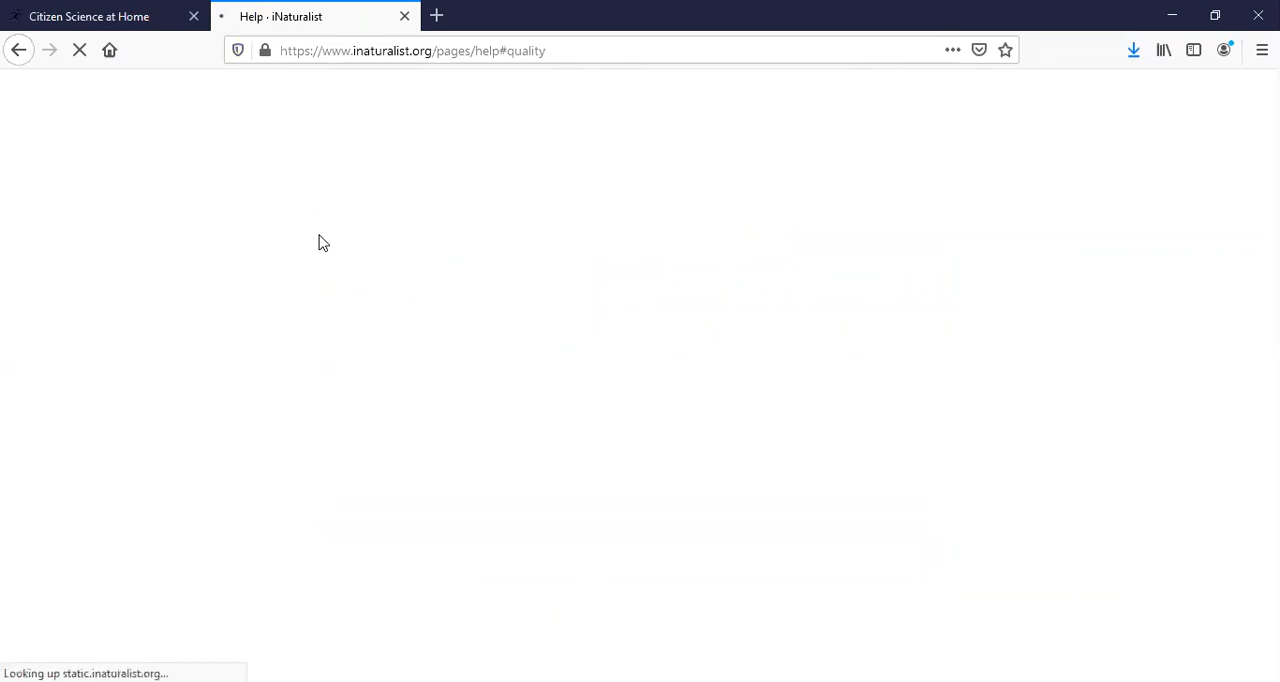 Citizen Science at Home
Help · iNaturalist
https://www.inaturalist.org/pages/help#quality
Looking up static.inaturalist.org...